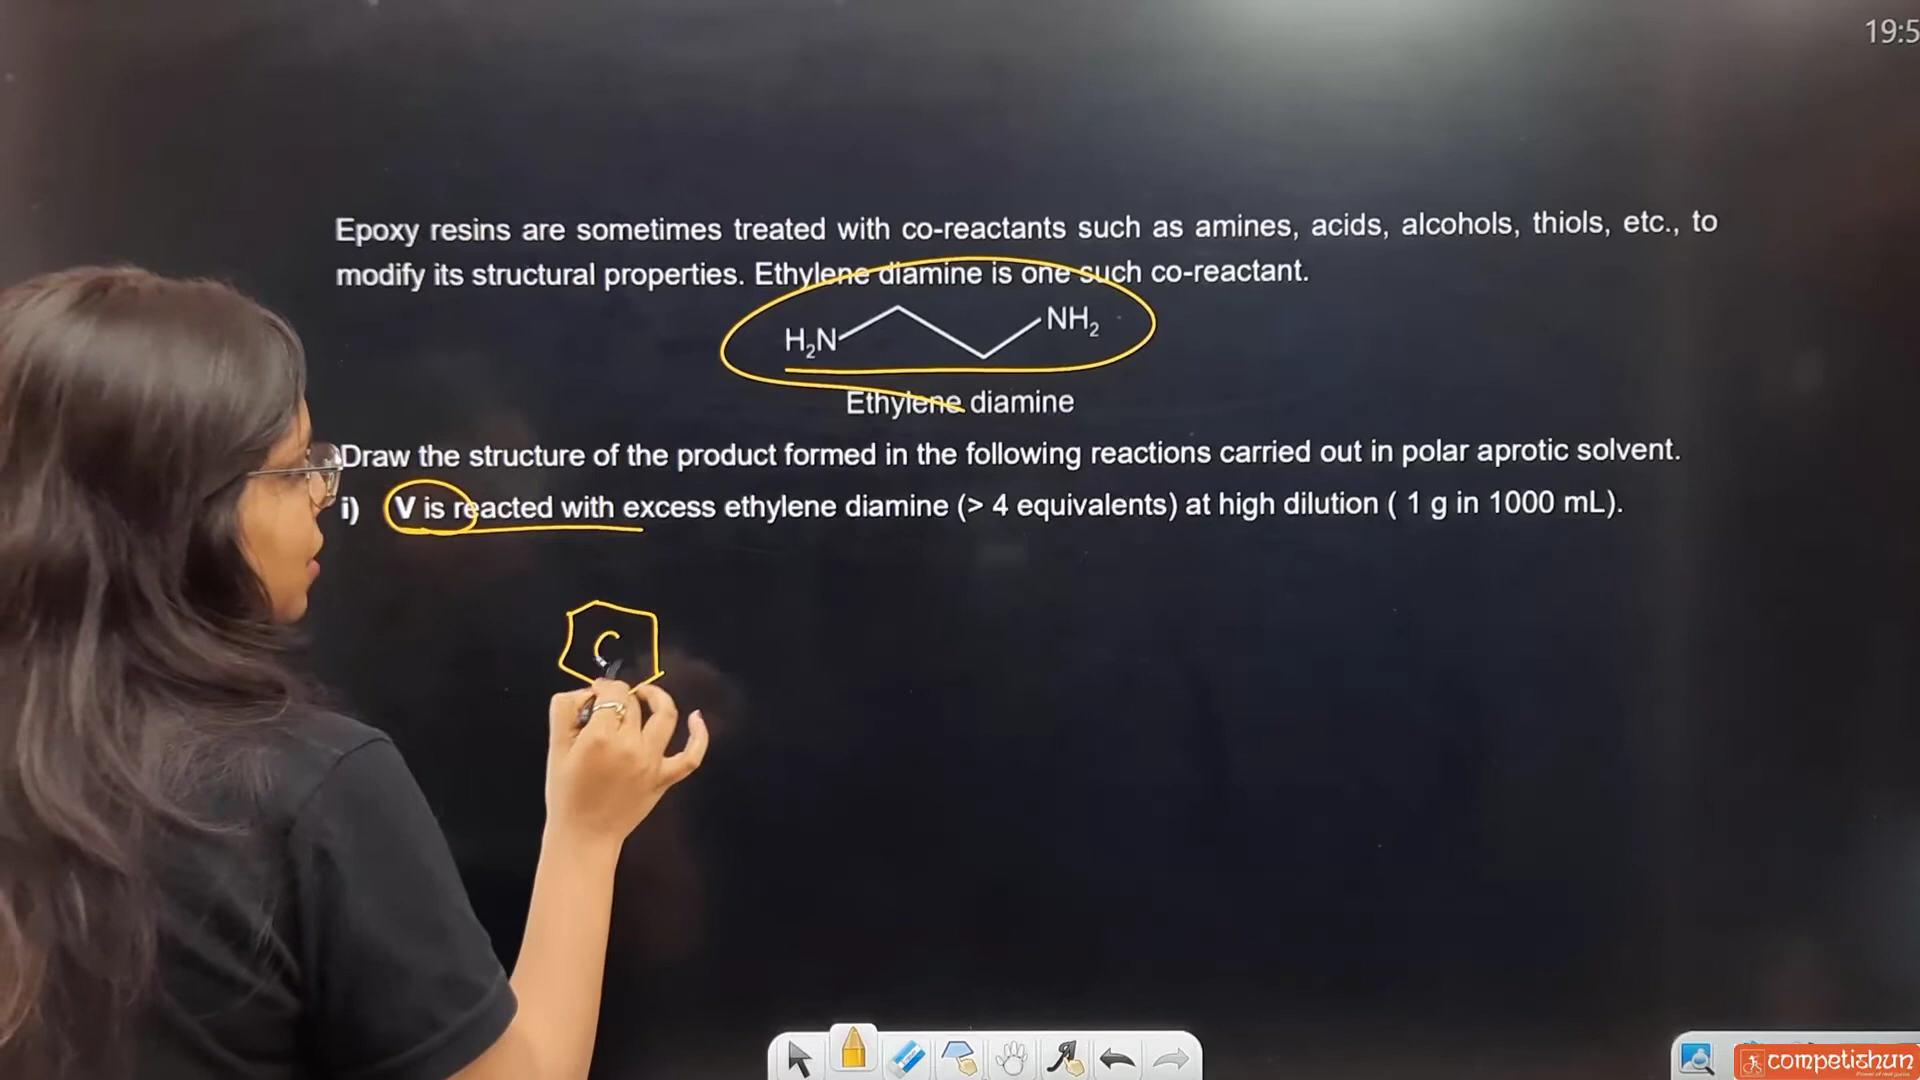 19:5
Epoxy resins are sometimes treated with co-reactants such as amines, acids, alcohols, thiols, etc., to
modify its structural properties. Ethylene diamine is one such co-reactant.
H₂N NH₂
Ethylene diamine
Draw the structure of the product formed in the following reactions carried out in polar aprotic solvent.
i) V is reacted with excess ethylene diamine (> 4 equivalents) at high dilution ( 1 g in 1000 mL).
competishun